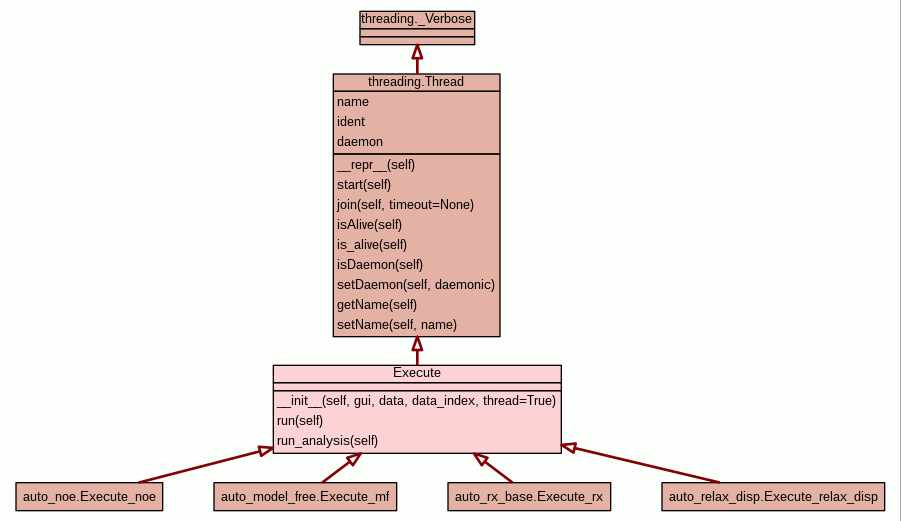 threading._Verbose
threading.Thread
name
ident
daemon
__repr__(self)
start(self)
join(self, timeout=None)
isAlive(self)
is_alive(self)
isDaemon(self)
setDaemon(self, daemonic)
getName(self)
setName(self, name)
Execute
__init__(self, gui, data, data_index, thread=True)
run(self)
run_analysis(self)
auto_noe.Execute_noe
auto_model_free.Execute_mf
auto_rx_base.Execute_rx
auto_relax_disp.Execute_relax_disp